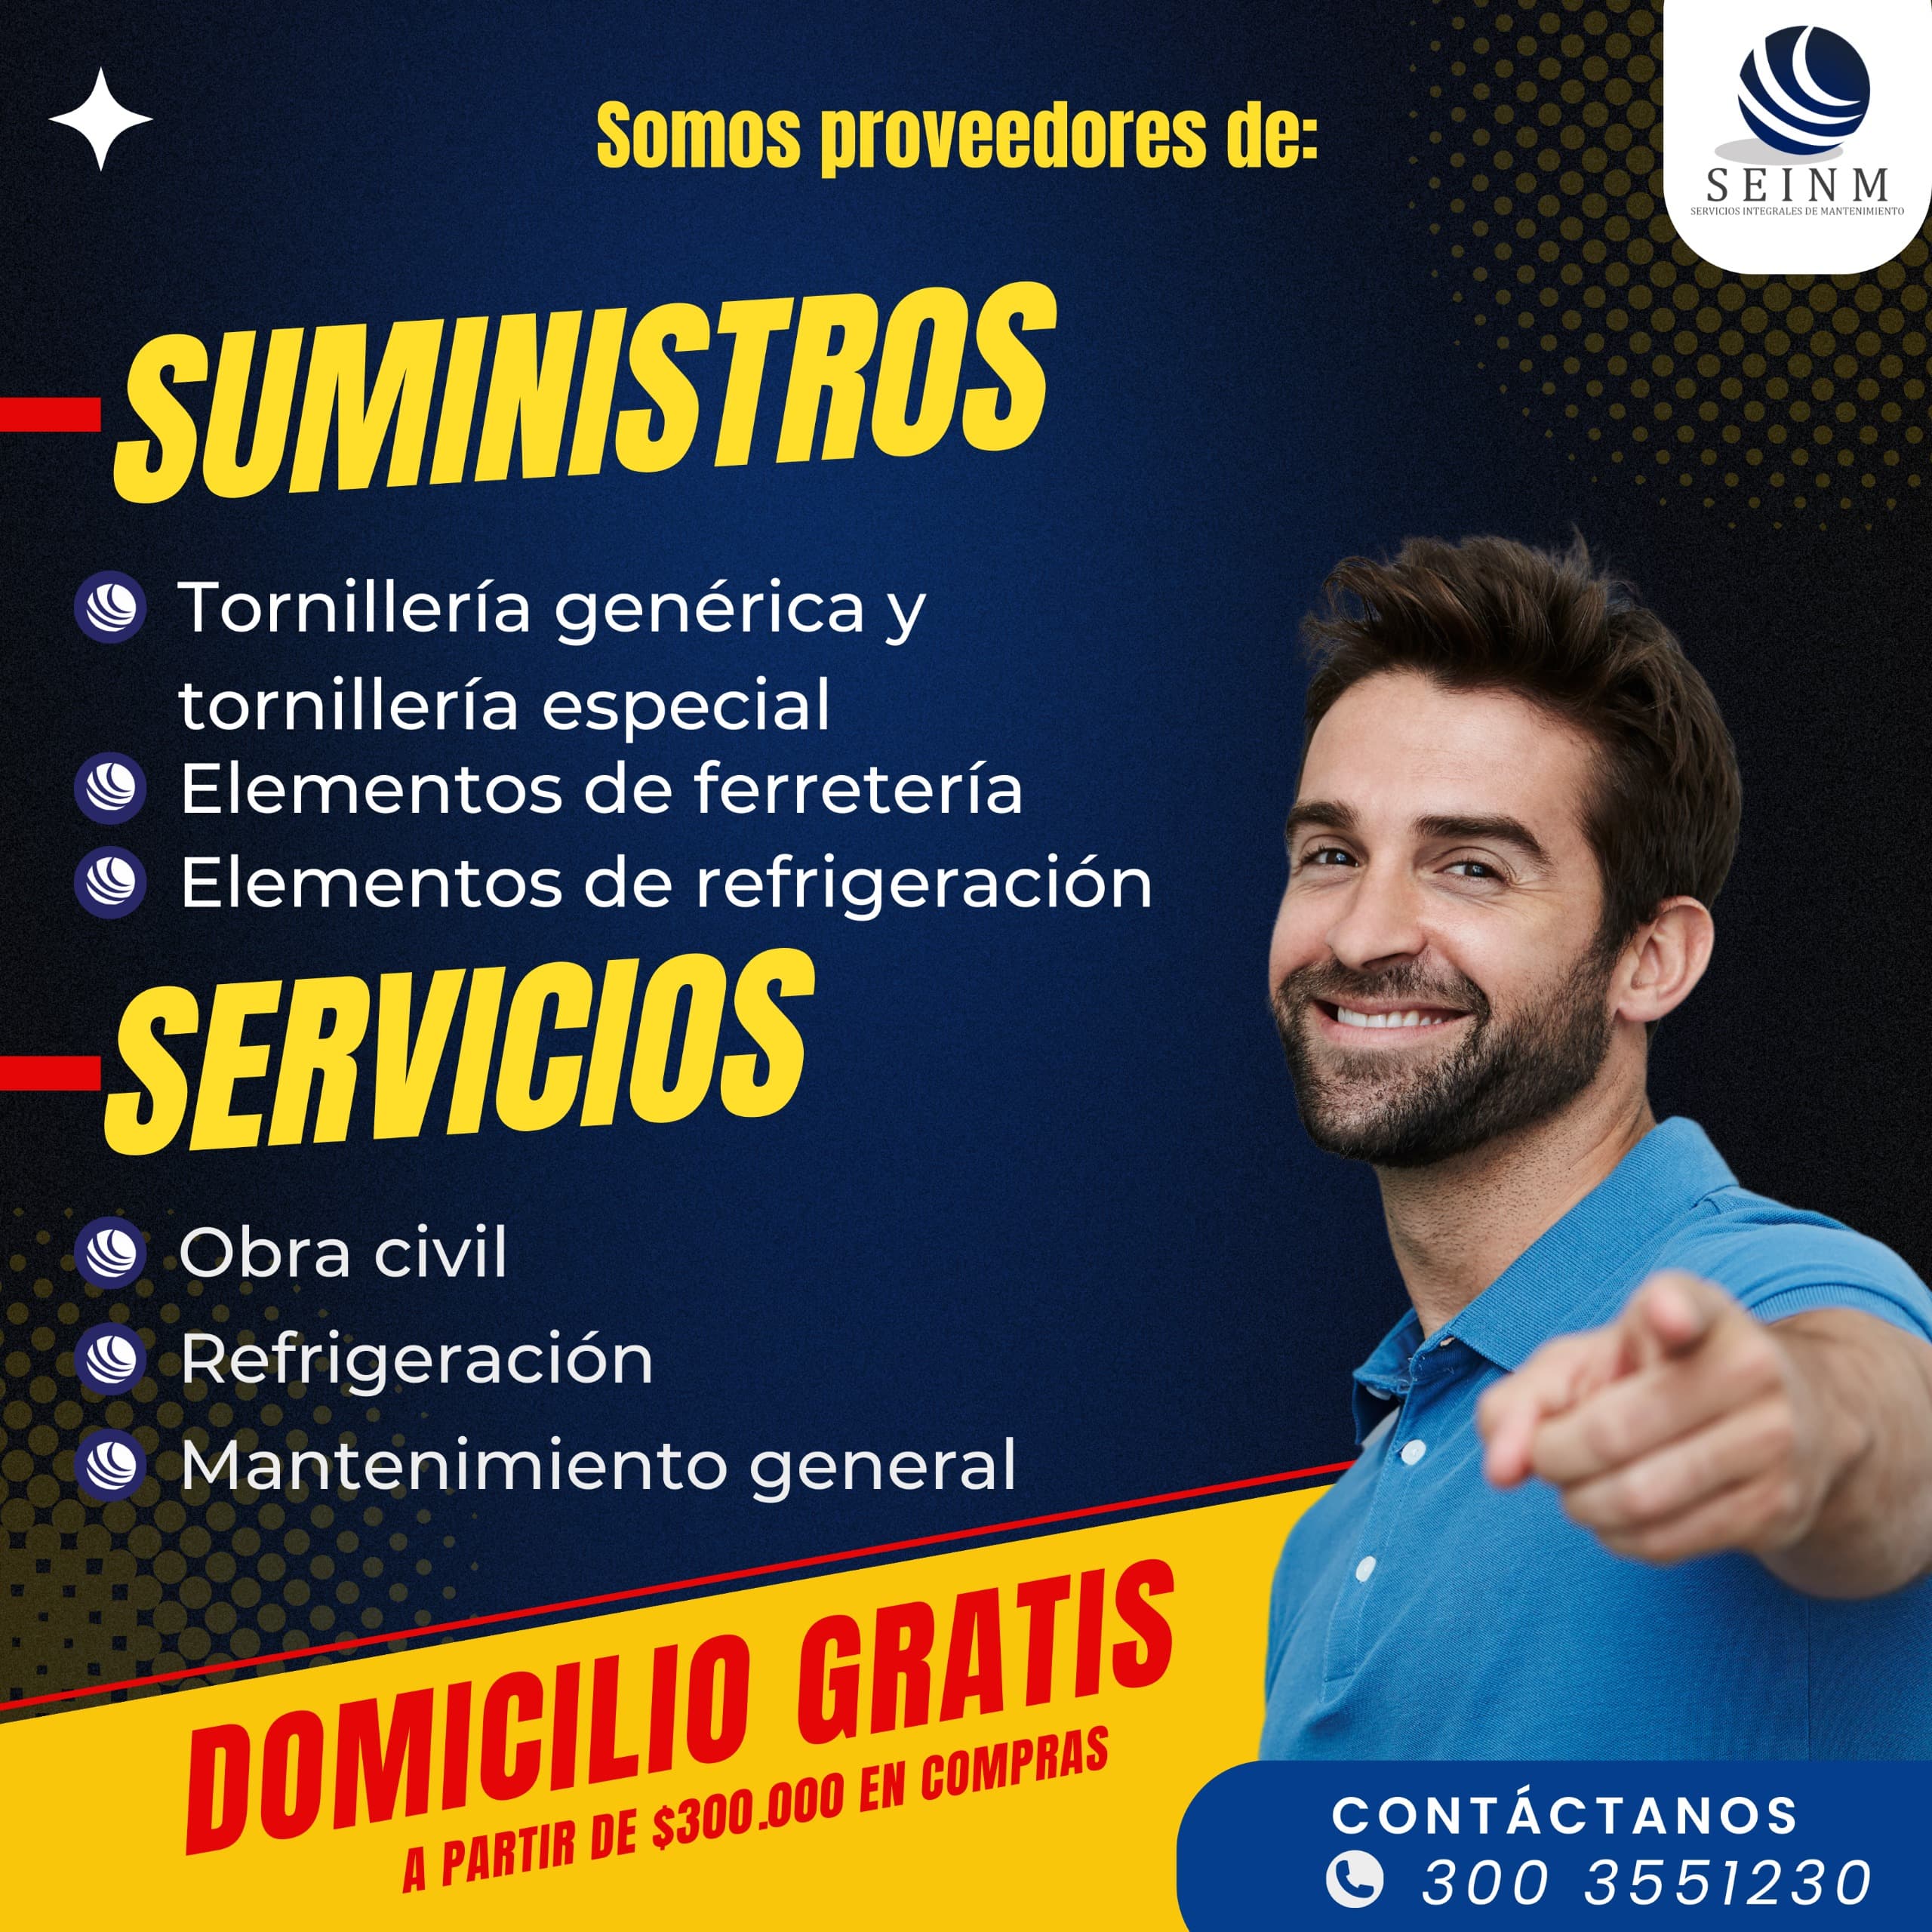 Somos proveedores de:
SEINM
SERVICIOS INTEGRALES DE MANTENIMIENTO
SUMINISTROS
Tornillería genérica y
tornillería especial
Elementos de ferretería
Elementos de refrigeración
SERVICIOS
Obra civil
Refrigeración
Mantenimiento general
DOMICILIO GRATIS
A PARTIR DE $300.000 EN COMPRAS
CONTÁCTANOS
300 3551230